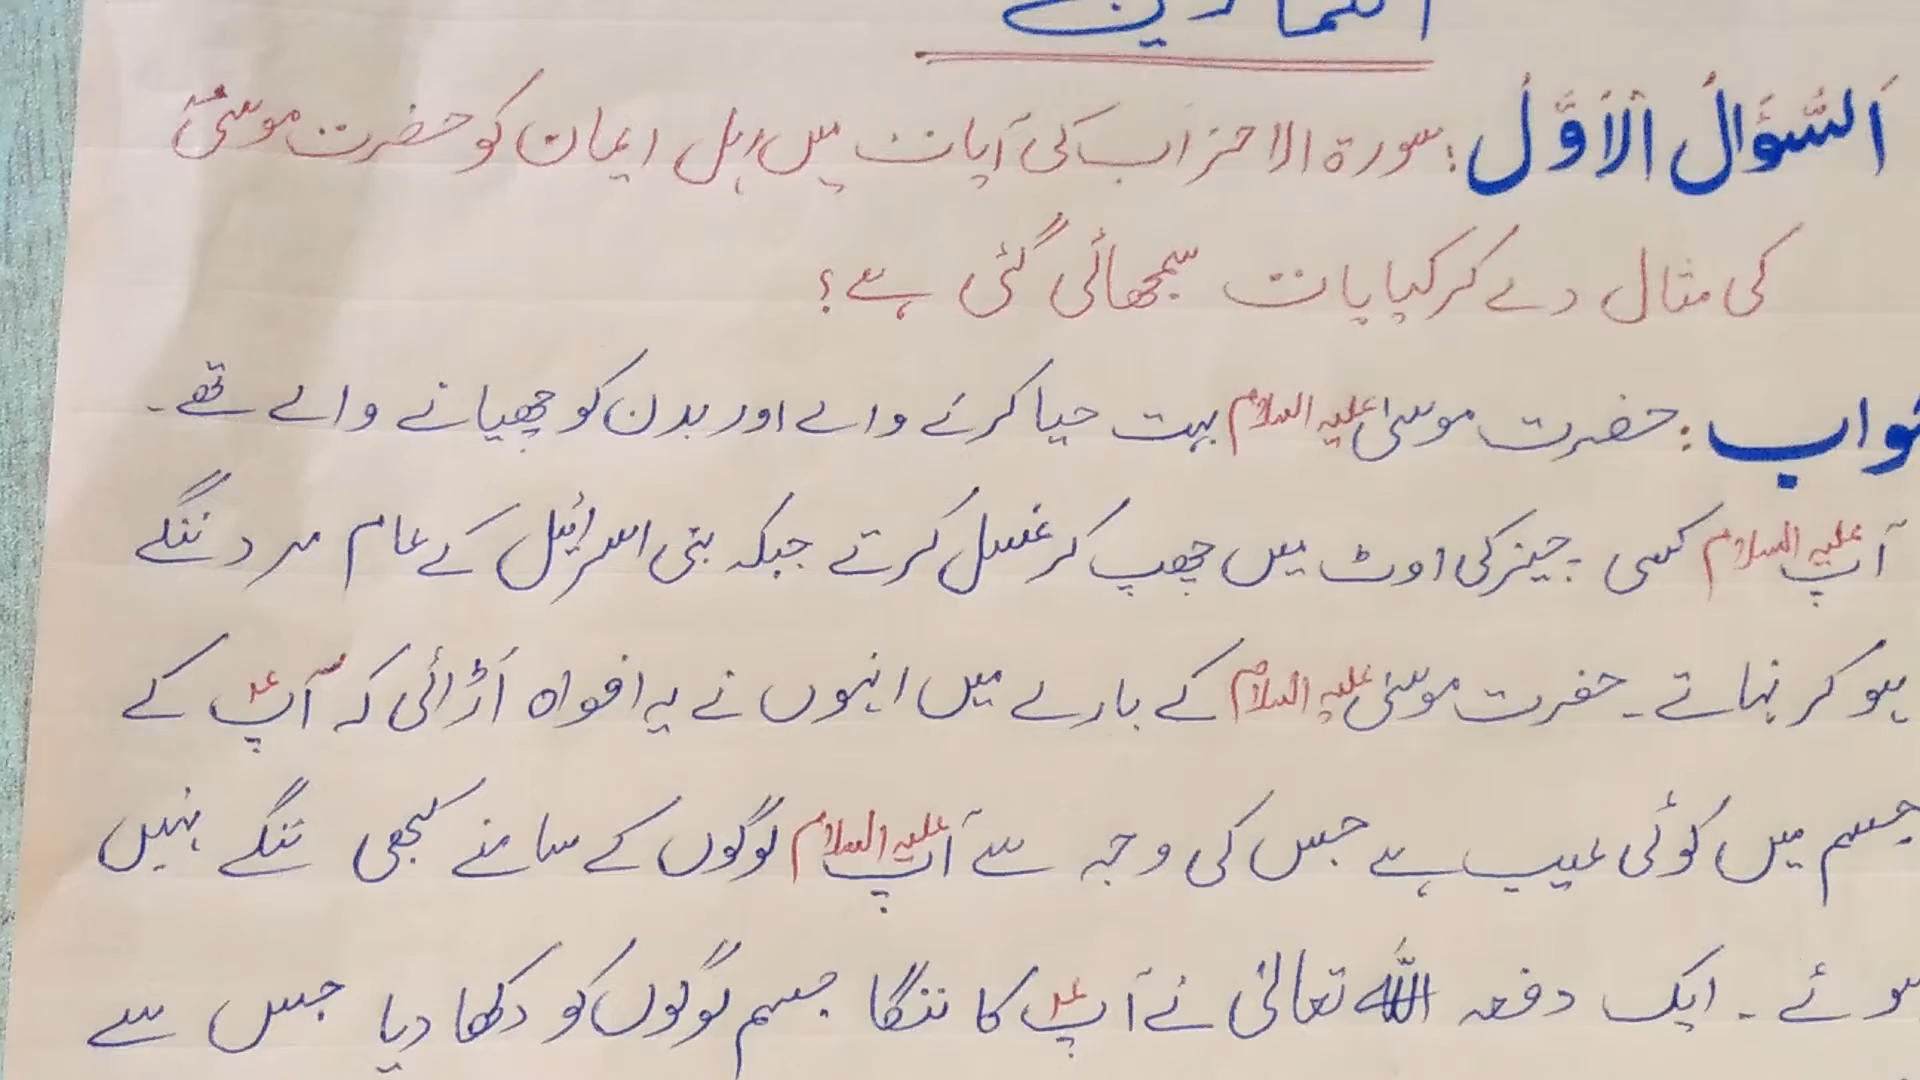 التمارين
اَلسُّؤَالُ الْاَوَّلُ: سورۃ الاحزاب کی آیات میں اہل ایمان کو حضرت موسیٰؑ
کی مثال دے کر کیا بات سمجھائی گئی ہے؟
جواب: حضرت موسیٰ علیہ السلام بہت حیا کرنے والے اور بدن کو چھپانے والے تھے۔
آپ علیہ السلام کسی چیز کی اوٹ میں چھپ کر غسل کرتے جبکہ بنی اسرائیل کے عام مرد ننگے
ہو کر نہاتے۔ حضرت موسیٰ علیہ السلام کے بارے میں انہوں نے یہ افواہ اُڑائی کہ آپؑ کے
جسم میں کوئی عیب ہے جس کی وجہ سے آپ علیہ السلام لوگوں کے سامنے کبھی ننگے نہیں
ہوئے۔ ایک دفعہ اللہ تعالیٰ نے آپؑ کا ننگا جسم لوگوں کو دکھا دیا جس سے